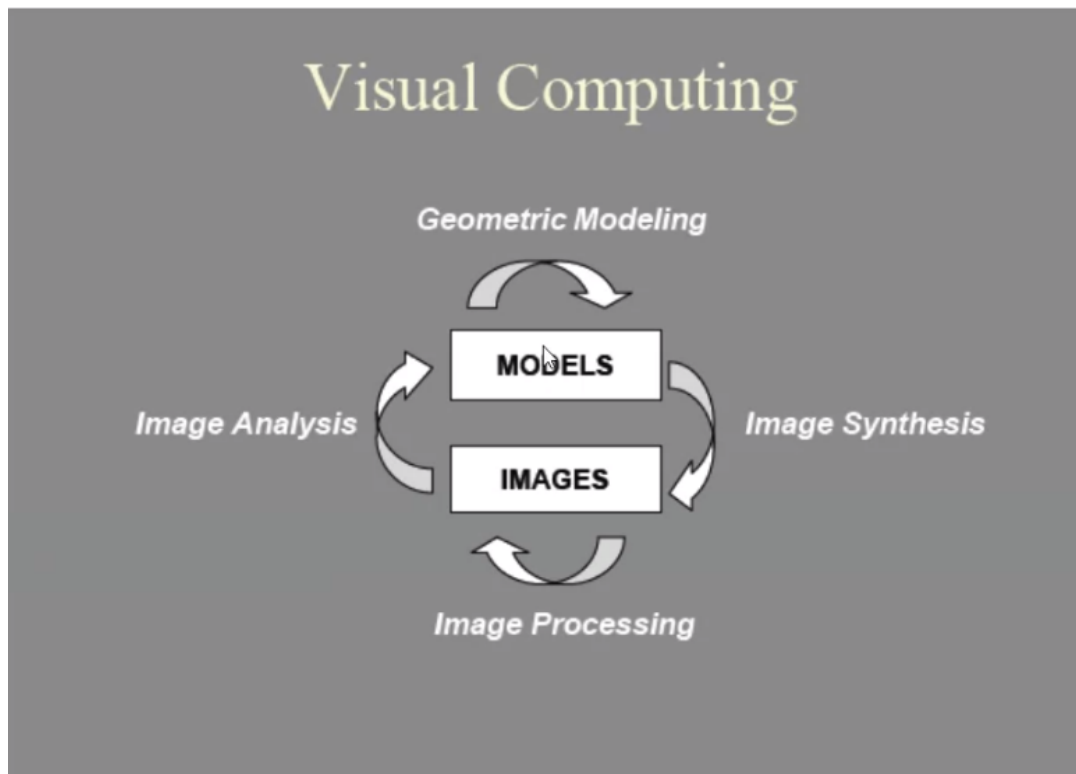 Visual Computing
Geometric Modeling
MODELS
Image Analysis
Image Synthesis
IMAGES
Image Processing